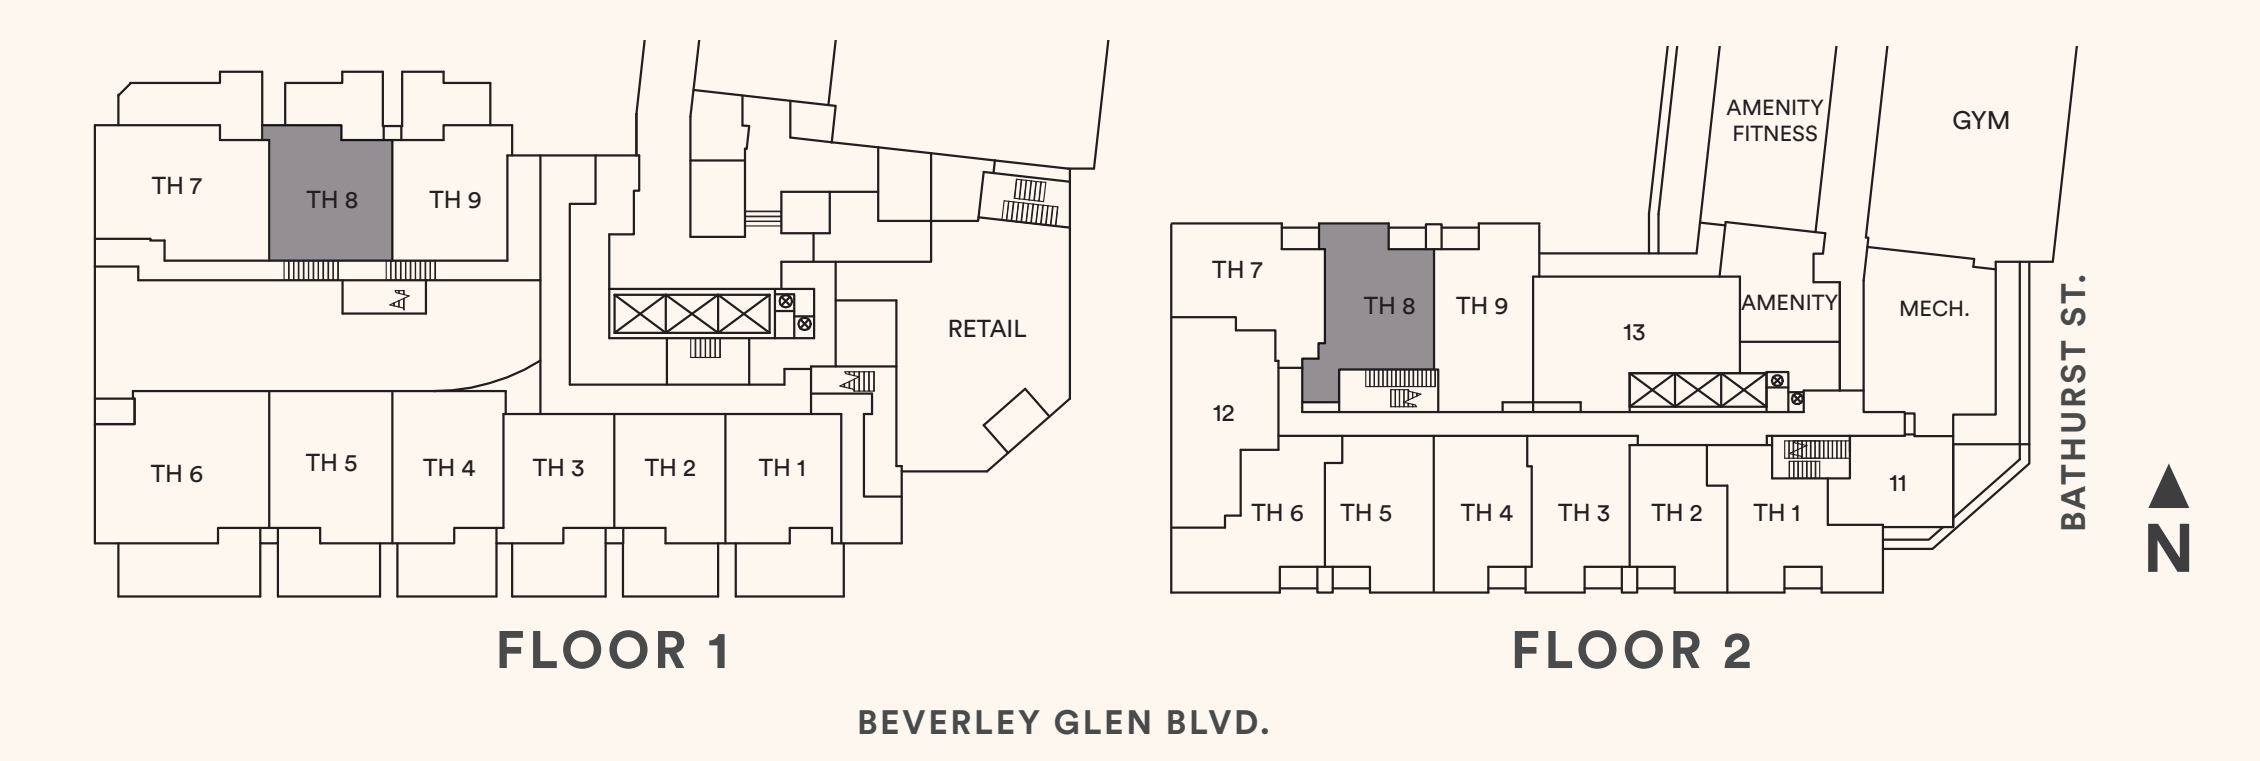 TH 7
TH 8
TH 9
RETAIL
TH 6
TH 5
TH 4
TH 3
TH 2
TH 1
FLOOR 1
AMENITY
FITNESS
GYM
TH 7
TH 8
TH 9
13
AMENITY
MECH.
12
11
TH 6
TH 5
TH 4
TH 3
TH 2
TH 1
FLOOR 2
BATHURST ST.
N
BEVERLEY GLEN BLVD.